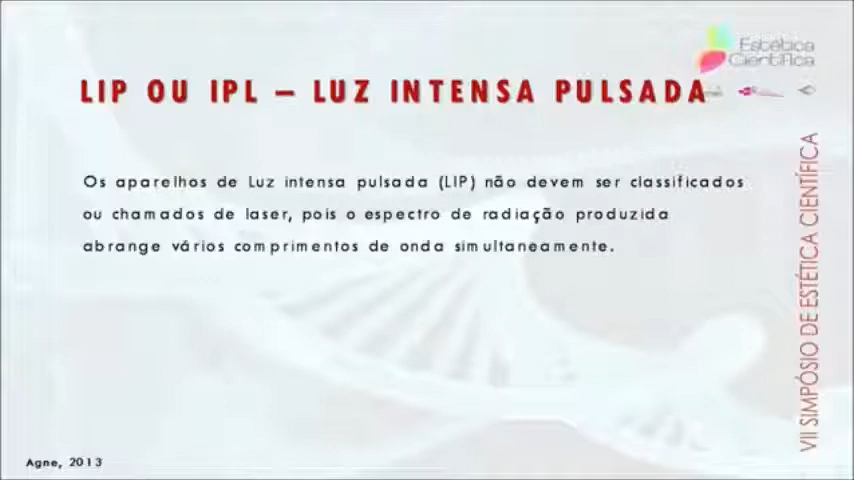 Estética
Científica
LIP OU IPL – LUZ INTENSA PULSADA
Os aparelhos de Luz intensa pulsada (LIP) não devem ser classificados
ou chamados de laser, pois o espectro de radiação produzida
abrange vários comprimentos de onda simultaneamente.
VII SIMPÓSIO DE ESTÉTICA CIENTÍFICA
Agne, 2013